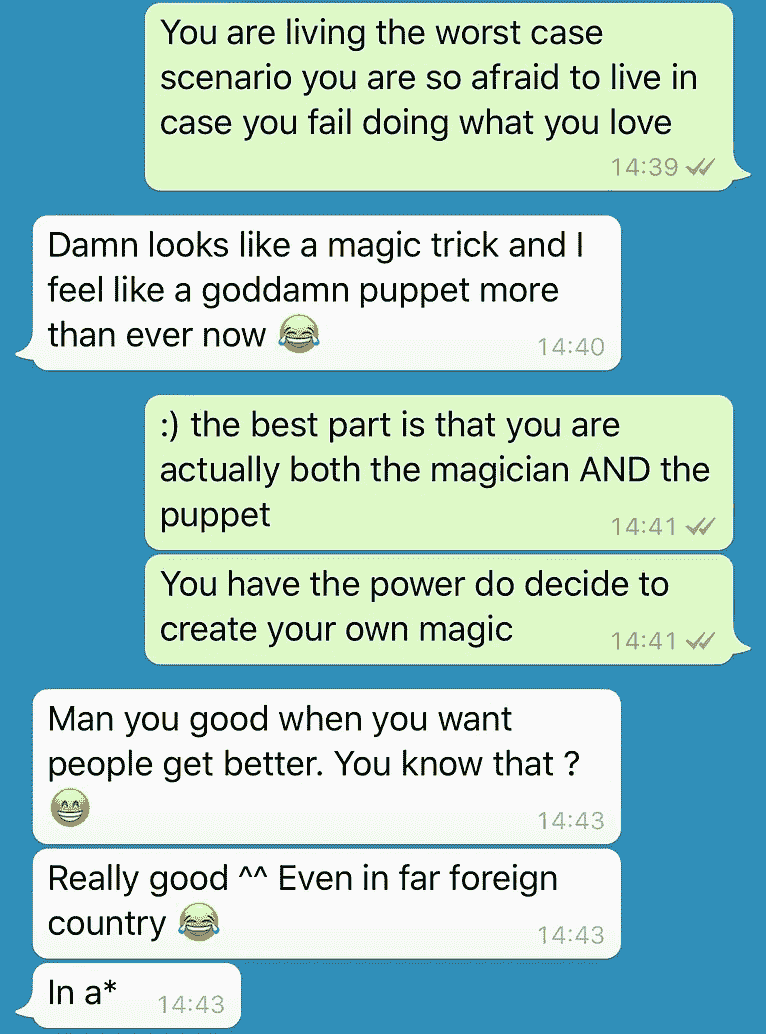 You are living the worst case
scenario you are so afraid to live in
case you fail doing what you love
14:39
Damn looks like a magic trick and I
feel like a goddamn puppet more
than ever now 😂
14:40
:) the best part is that you are
actually both the magician AND the
puppet
14:41
You have the power do decide to
create your own magic
14:41
Man you good when you want
people get better. You know that ?
😁
14:43
Really good ^^ Even in far foreign
country 😂
14:43
In a*
14:43